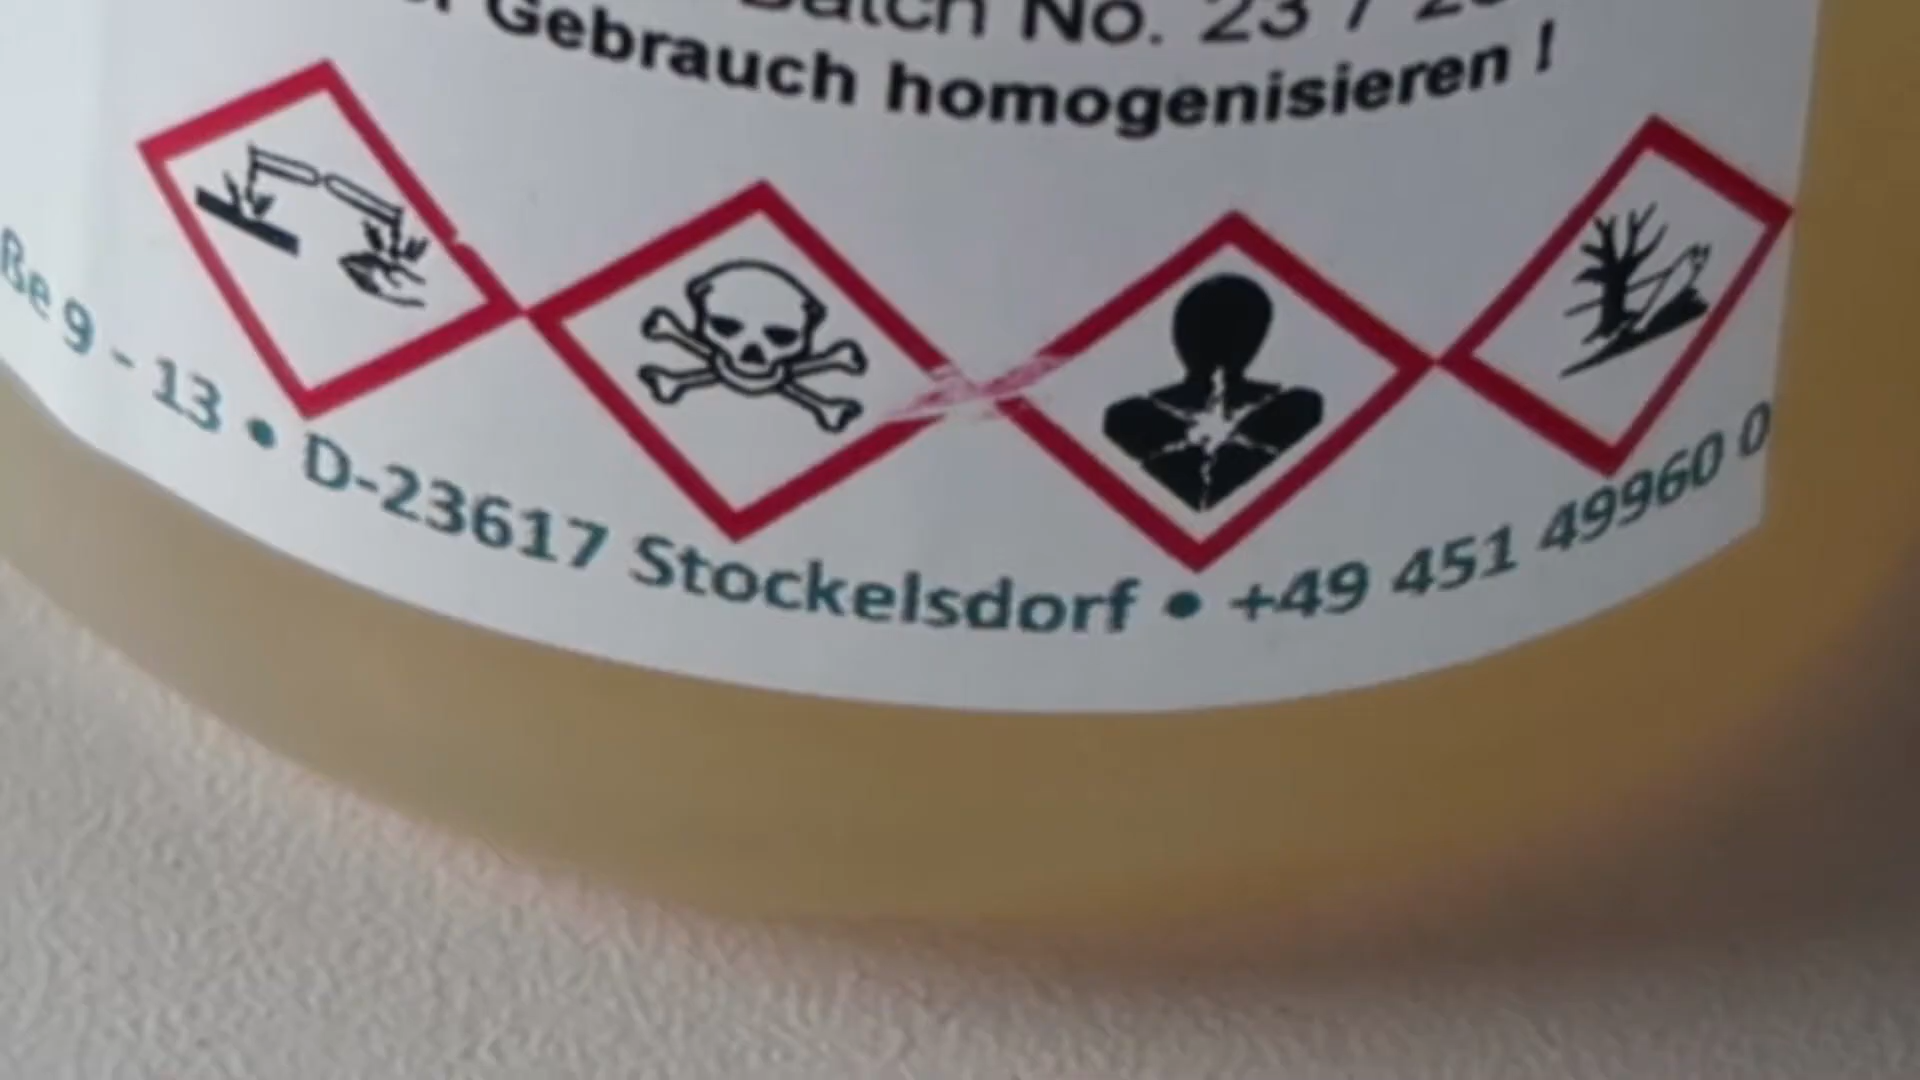 Batch No. 23 /
Gebrauch homogenisieren !
ße 9 - 13 • D-23617 Stockelsdorf • +49 451 49960 0